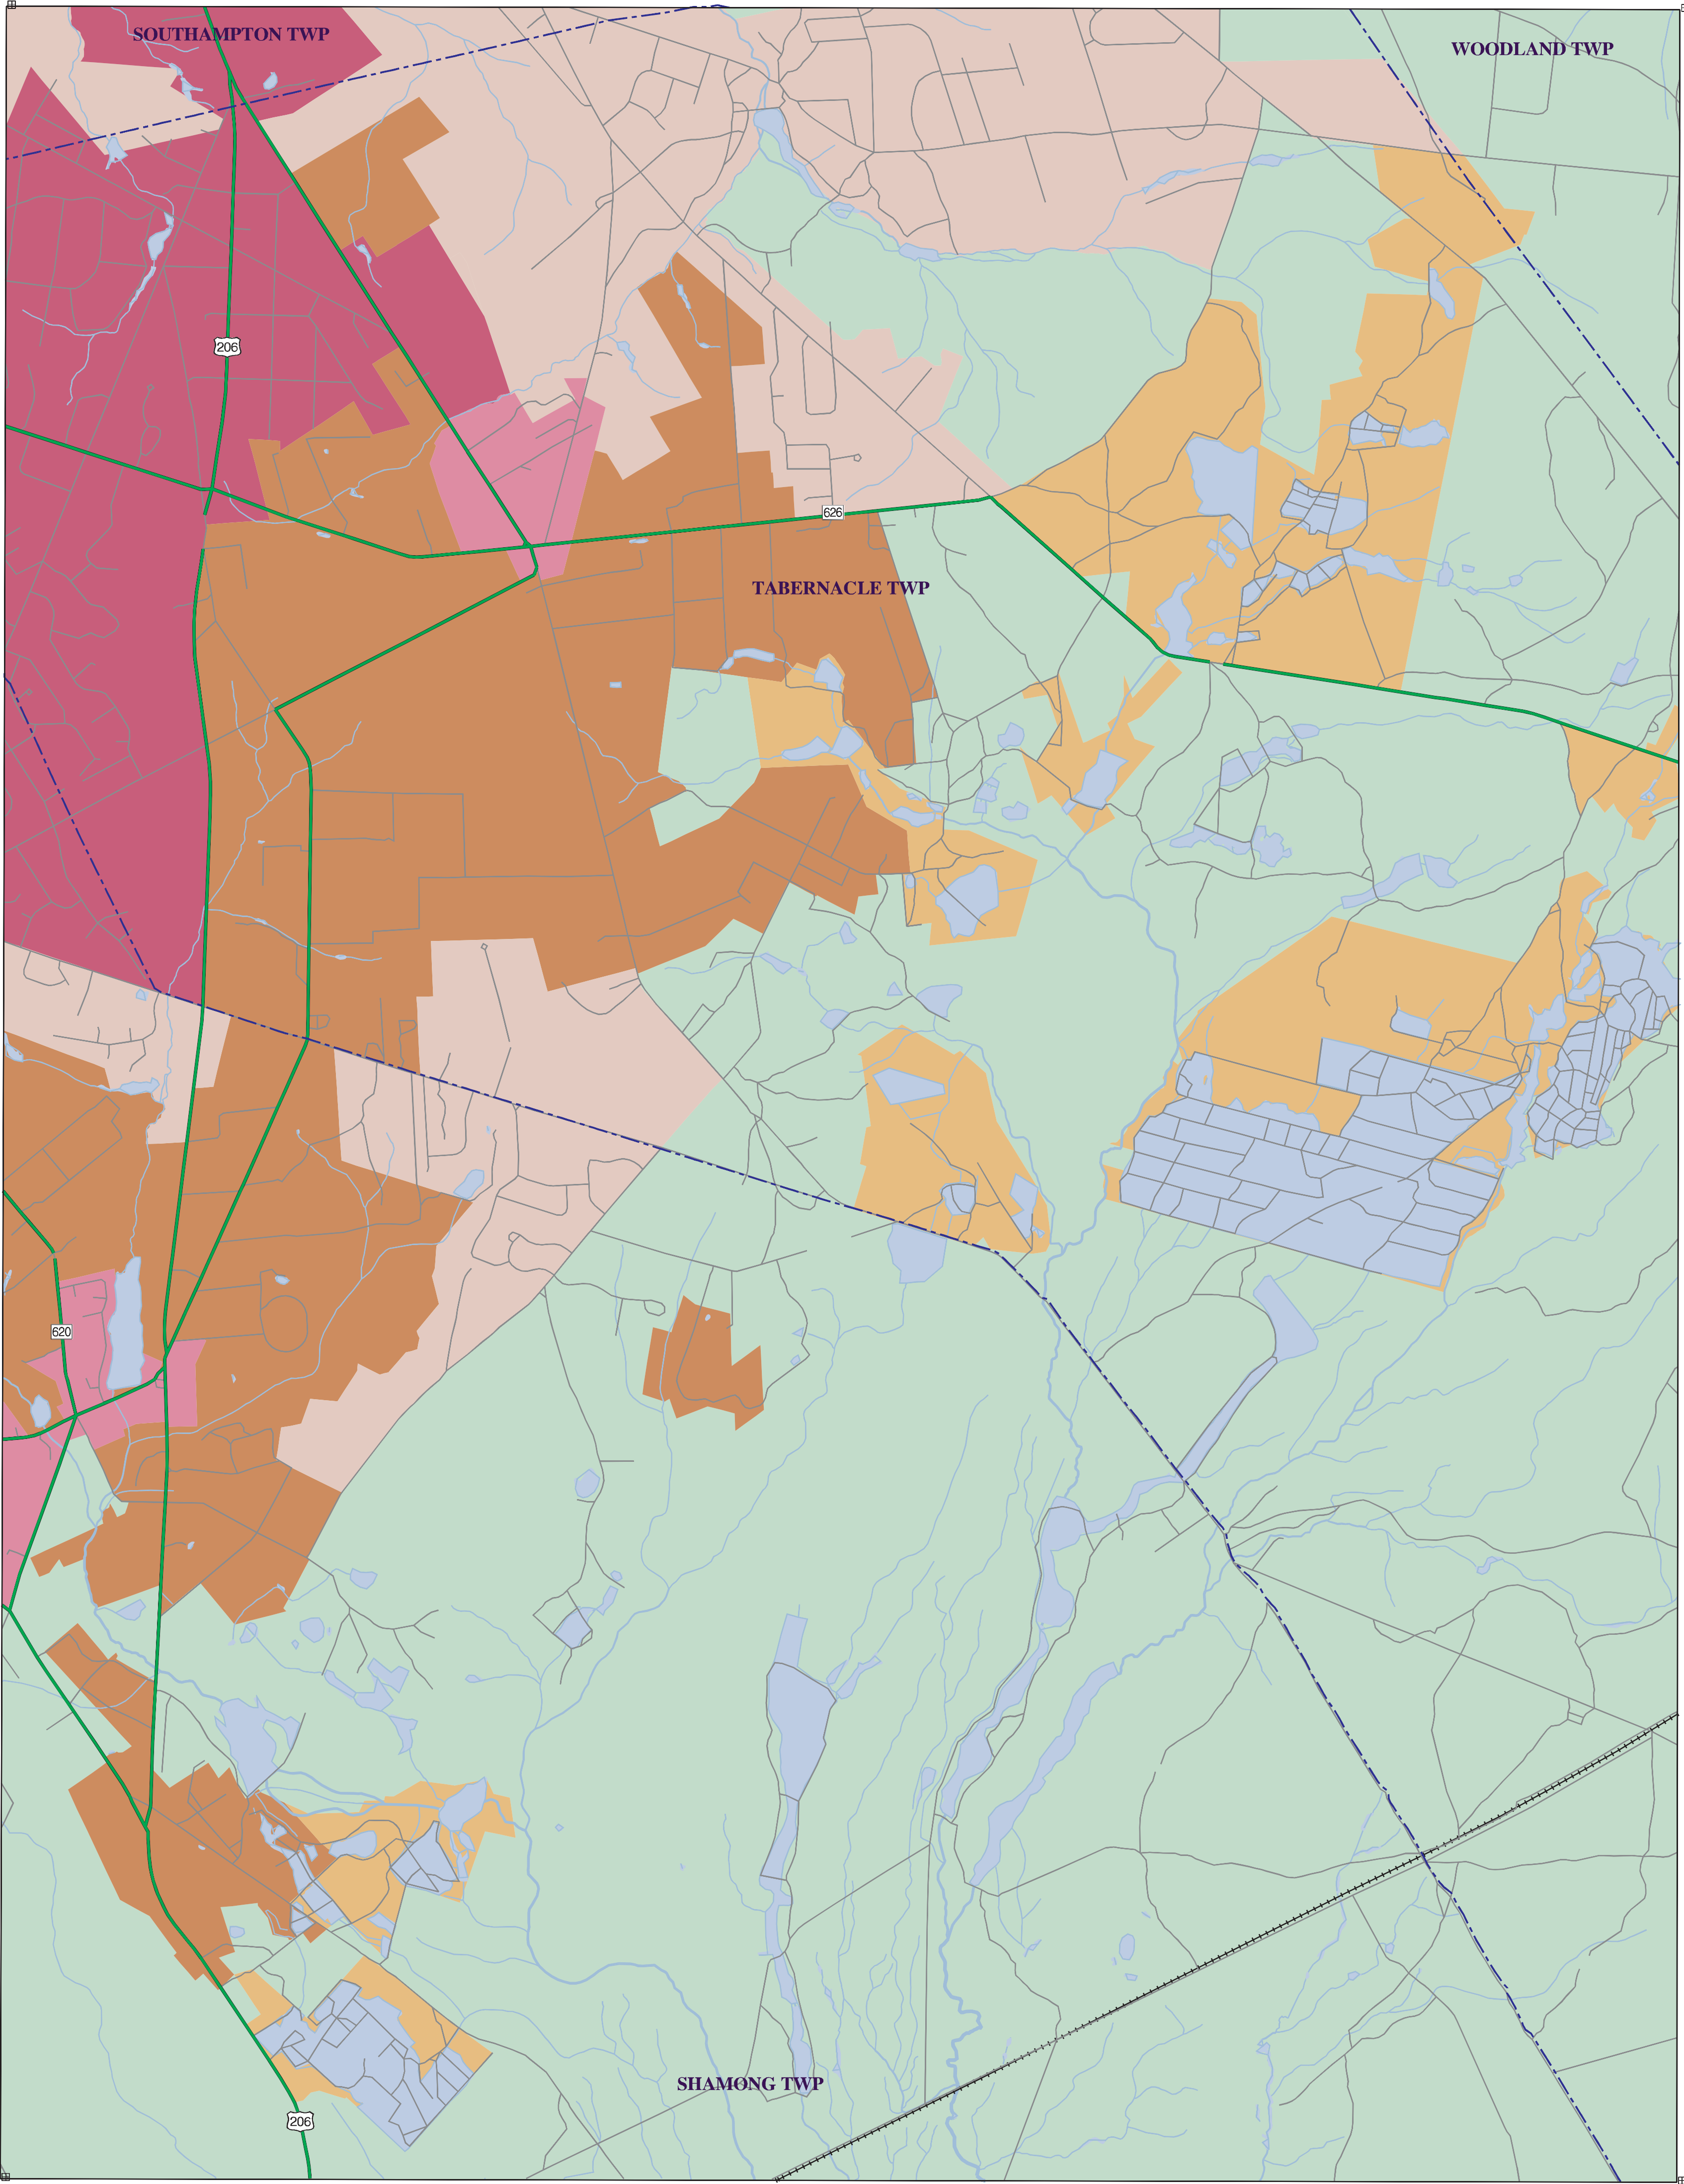 SOUTHAMPTON TWP
WOODLAND TWP
206
626
TABERNACLE TWP
620
SHAMONG TWP
206